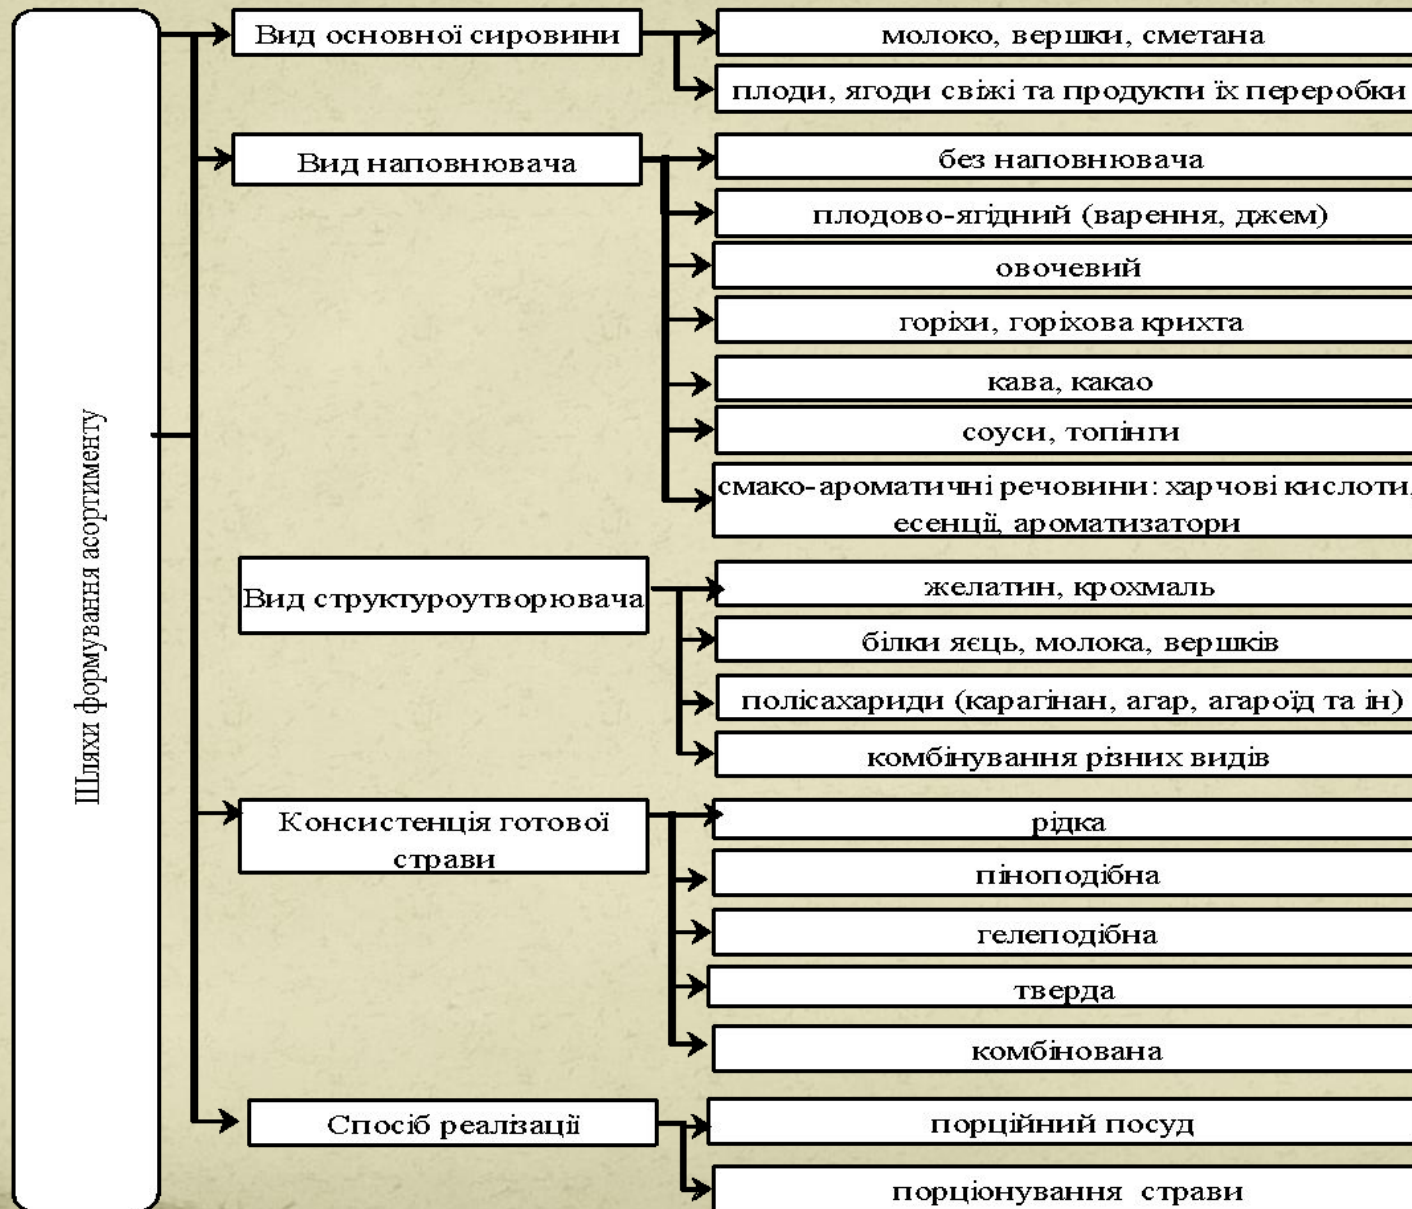 Шляхи формування асортименту
Вид основної сировини
молоко, вершки, сметана
плоди, ягоди свіжі та продукти їх переробки
Вид наповнювача
без наповнювача
плодово-ягідний (варення, джем)
овочевий
горіхи, горіхова крихта
кава, какао
соуси, топінги
смако-ароматичні речовини: харчові кислоти,
есенції, ароматизатори
Вид структуроутворювача
желатин, крохмаль
білки яєць, молока, вершків
полісахариди (карагінан, агар, агароїд та ін)
комбінування різних видів
Консистенція готової
страви
рідка
піноподібна
гелеподібна
тверда
комбінована
Спосіб реалізації
порційний посуд
порціонування страви